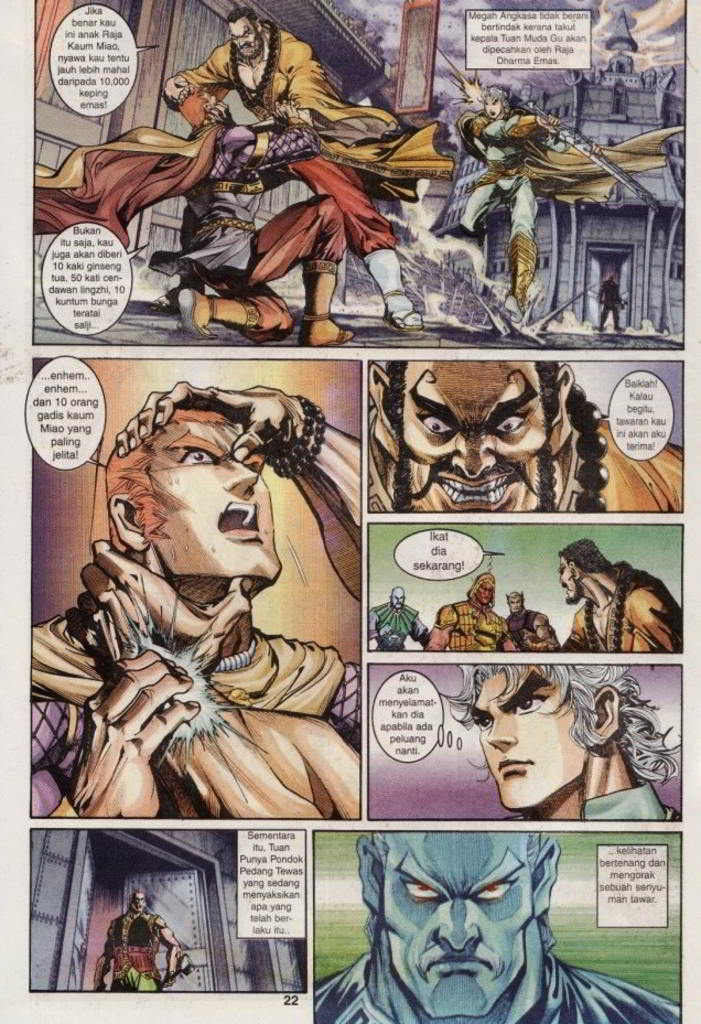 Jika
benar kau
ini anak Raja
Kaum Miao,
nyawa kau tentu
jauh lebih mahal
daripada 10,000
keping
emas!
Megah Angkasa tidak berani
bertindak kerana takut
kepala Tuan Muda Gu akan
dipecahkan oleh Raja
Dharma Emas.
Bukan
itu saja, kau
juga akan diberi
10 kaki ginseng
tua, 50 kati cen-
dawan lingzhi, 10
kuntum bunga
teratai
salji...
...enhem..
enhem...
dan 10 orang
gadis kaum
Miao yang
paling
jelita!
Baiklah!
Kalau
begitu,
tawaran kau
ini akan aku
terima!
Ikat
dia
sekarang!
Aku
akan
menyelamat-
kan dia
apabila ada
peluang
nanti.
Sementara
itu, Tuan
Punya Pondok
Pedang Tewas
yang sedang
menyaksikan
apa yang
telah ber-
laku itu..
...kelihatan
bertenang dan
mengorak
sebuah senyu-
man tawar.
22